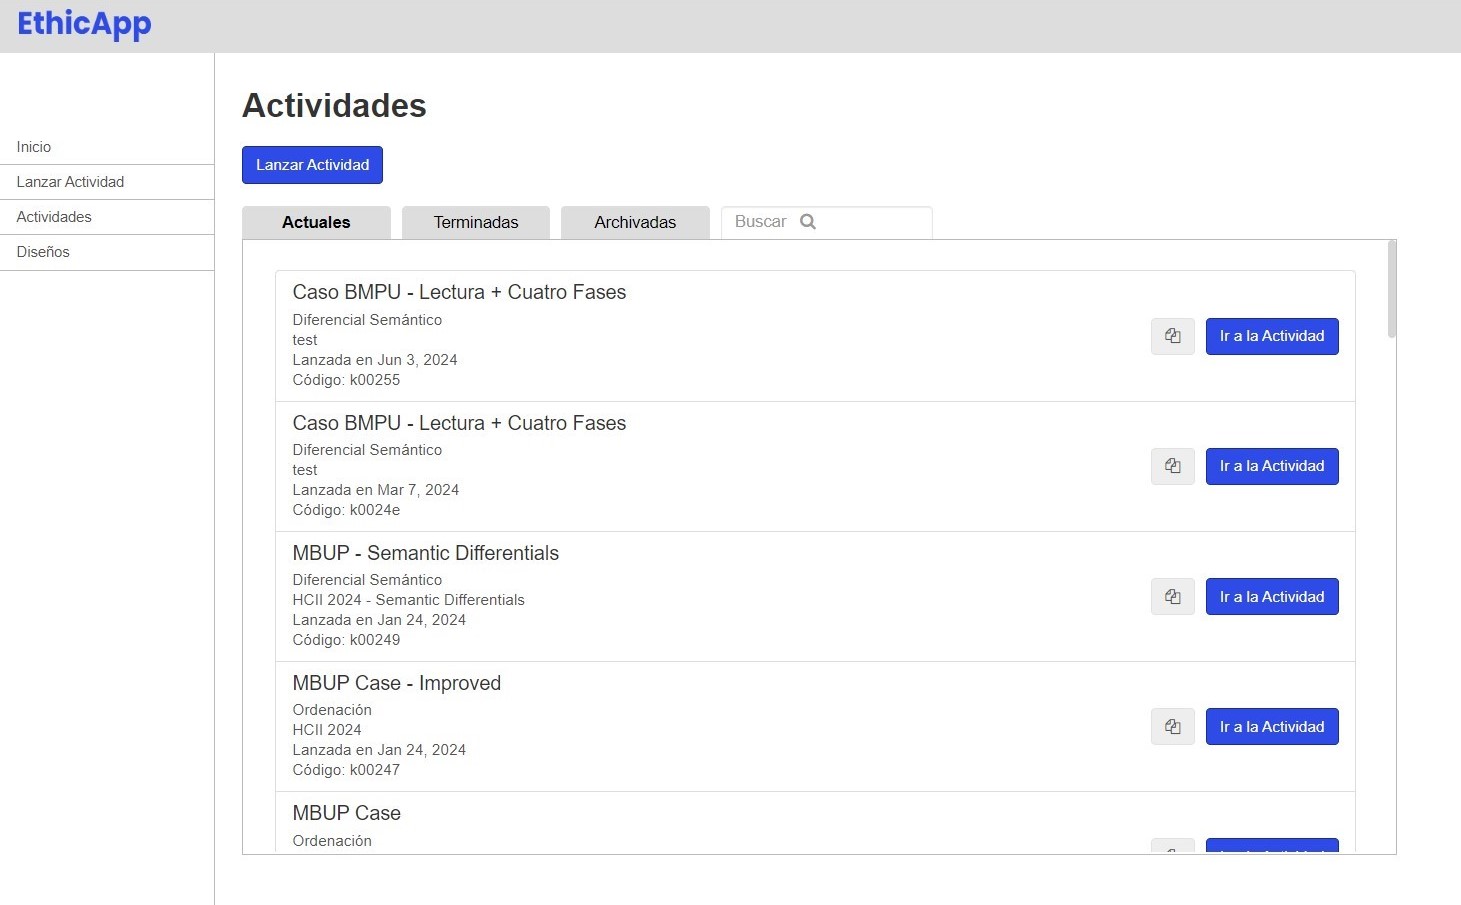 EthicApp
Inicio
Lanzar Actividad
Actividades
Diseños
Actividades
Lanzar Actividad
Actuales
Terminadas
Archivadas
Buscar
Caso BMPU - Lectura + Cuatro Fases
Diferencial Semántico
test
Lanzada en Jun 3, 2024
Código: k00255
Ir a la Actividad
Caso BMPU - Lectura + Cuatro Fases
Diferencial Semántico
test
Lanzada en Mar 7, 2024
Código: k0024e
Ir a la Actividad
MBUP - Semantic Differentials
Diferencial Semántico
HCII 2024 - Semantic Differentials
Lanzada en Jan 24, 2024
Código: k00249
Ir a la Actividad
MBUP Case - Improved
Ordenación
HCII 2024
Lanzada en Jan 24, 2024
Código: k00247
Ir a la Actividad
MBUP Case
Ordenación